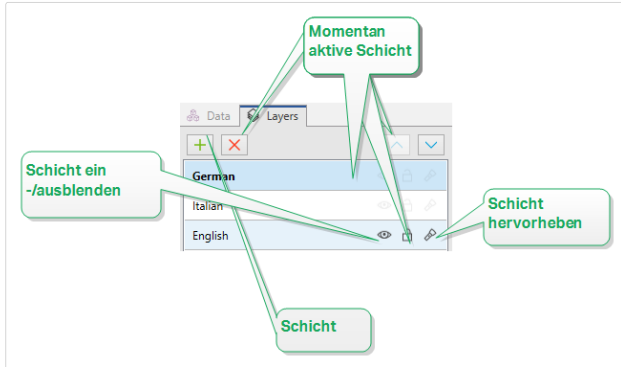 Momentan
aktive Schicht
Data
Layers
Schicht ein
-/ausblenden
German
Italian
English
Schicht
hervorheben
Schicht